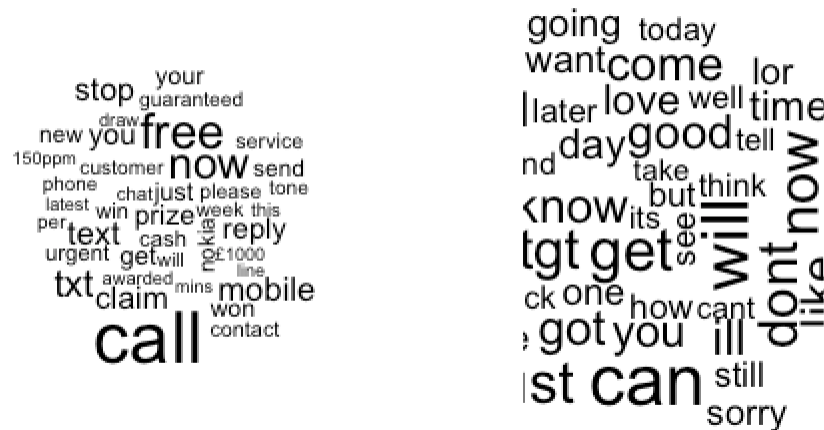 your
stop
guaranteed
draw
new you free service
150ppm customer now send
phone chat just please tone
latest win prize week this
per text cash nokia reply
urgent get will £1000
line
txt awarded mins mobile
claim
won
call contact
going today
want come lor
later love well time
day good tell
take
but think now
know its see will
tgt get
one how cant dont like
got you ill
can still
sorry